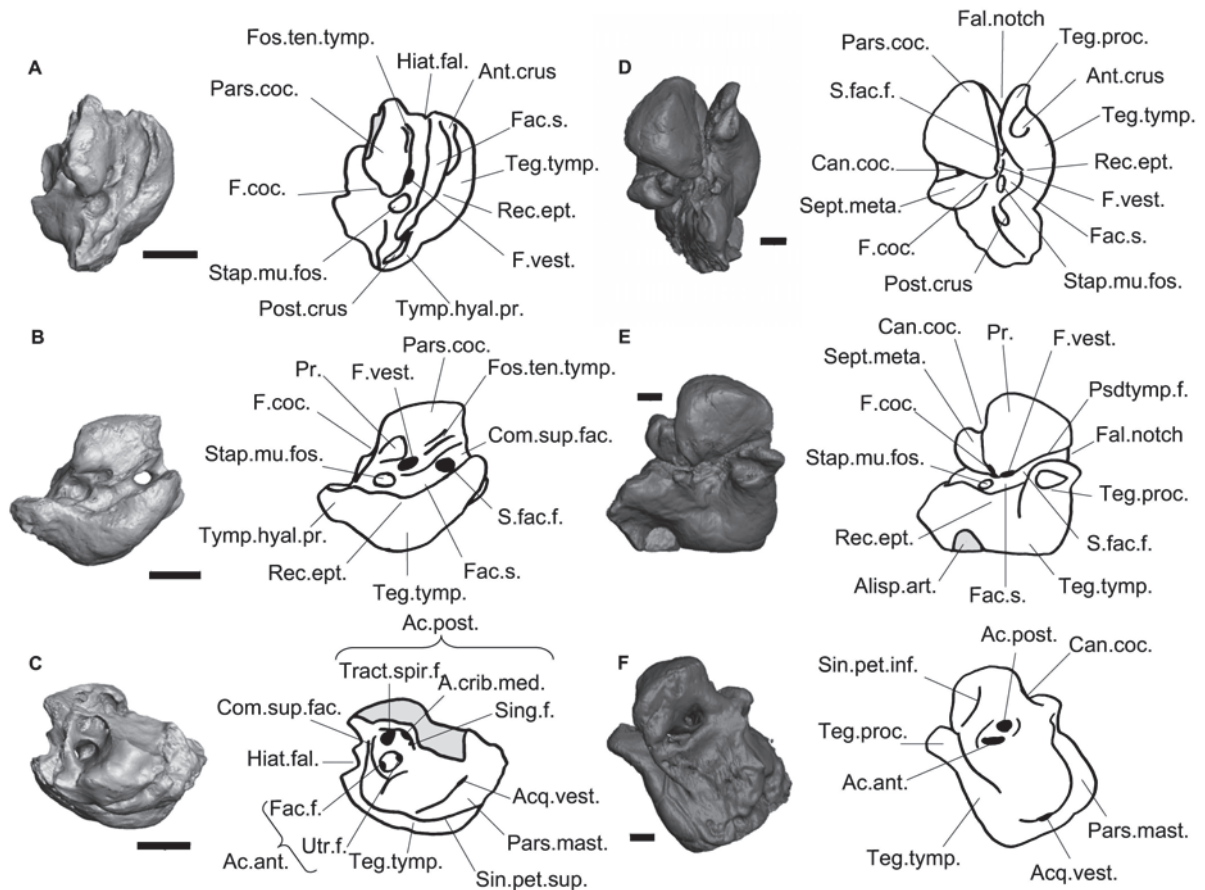 A
Fos.ten.tymp.
Hiat.fal.
Ant.crus
Pars.coc.
Fac.s.
Teg.tymp.
F.coc.
Rec.ept.
Stap.mu.fos.
F.vest.
Post.crus
Tymp.hyal.pr.
D
Fal.notch
Pars.coc.
Teg.proc.
S.fac.f.
Ant.crus
Teg.tymp.
Can.coc.
Rec.ept.
Sept.meta.
F.vest.
F.coc.
Fac.s.
Post.crus
Stap.mu.fos.
B
Pars.coc.
F.vest.
Pr.
Fos.ten.tymp.
F.coc.
Com.sup.fac.
Stap.mu.fos.
S.fac.f.
Tymp.hyal.pr.
Rec.ept.
Fac.s.
Teg.tymp.
E
Can.coc.
Pr.
F.vest.
Sept.meta.
Psdtymp.f.
F.coc.
Fal.notch
Stap.mu.fos.
Teg.proc.
Rec.ept.
S.fac.f.
Alisp.art.
Fac.s.
Teg.tymp.
C
Ac.post.
Tract.spir.f.
A.crib.med.
Com.sup.fac.
Sing.f.
Hiat.fal.
Fac.f.
Acq.vest.
Utr.f.
Ac.ant.
Teg.tymp.
Pars.mast.
Sin.pet.sup.
F
Ac.post.
Can.coc.
Sin.pet.inf.
Teg.proc.
Ac.ant.
Pars.mast.
Teg.tymp.
Acq.vest.